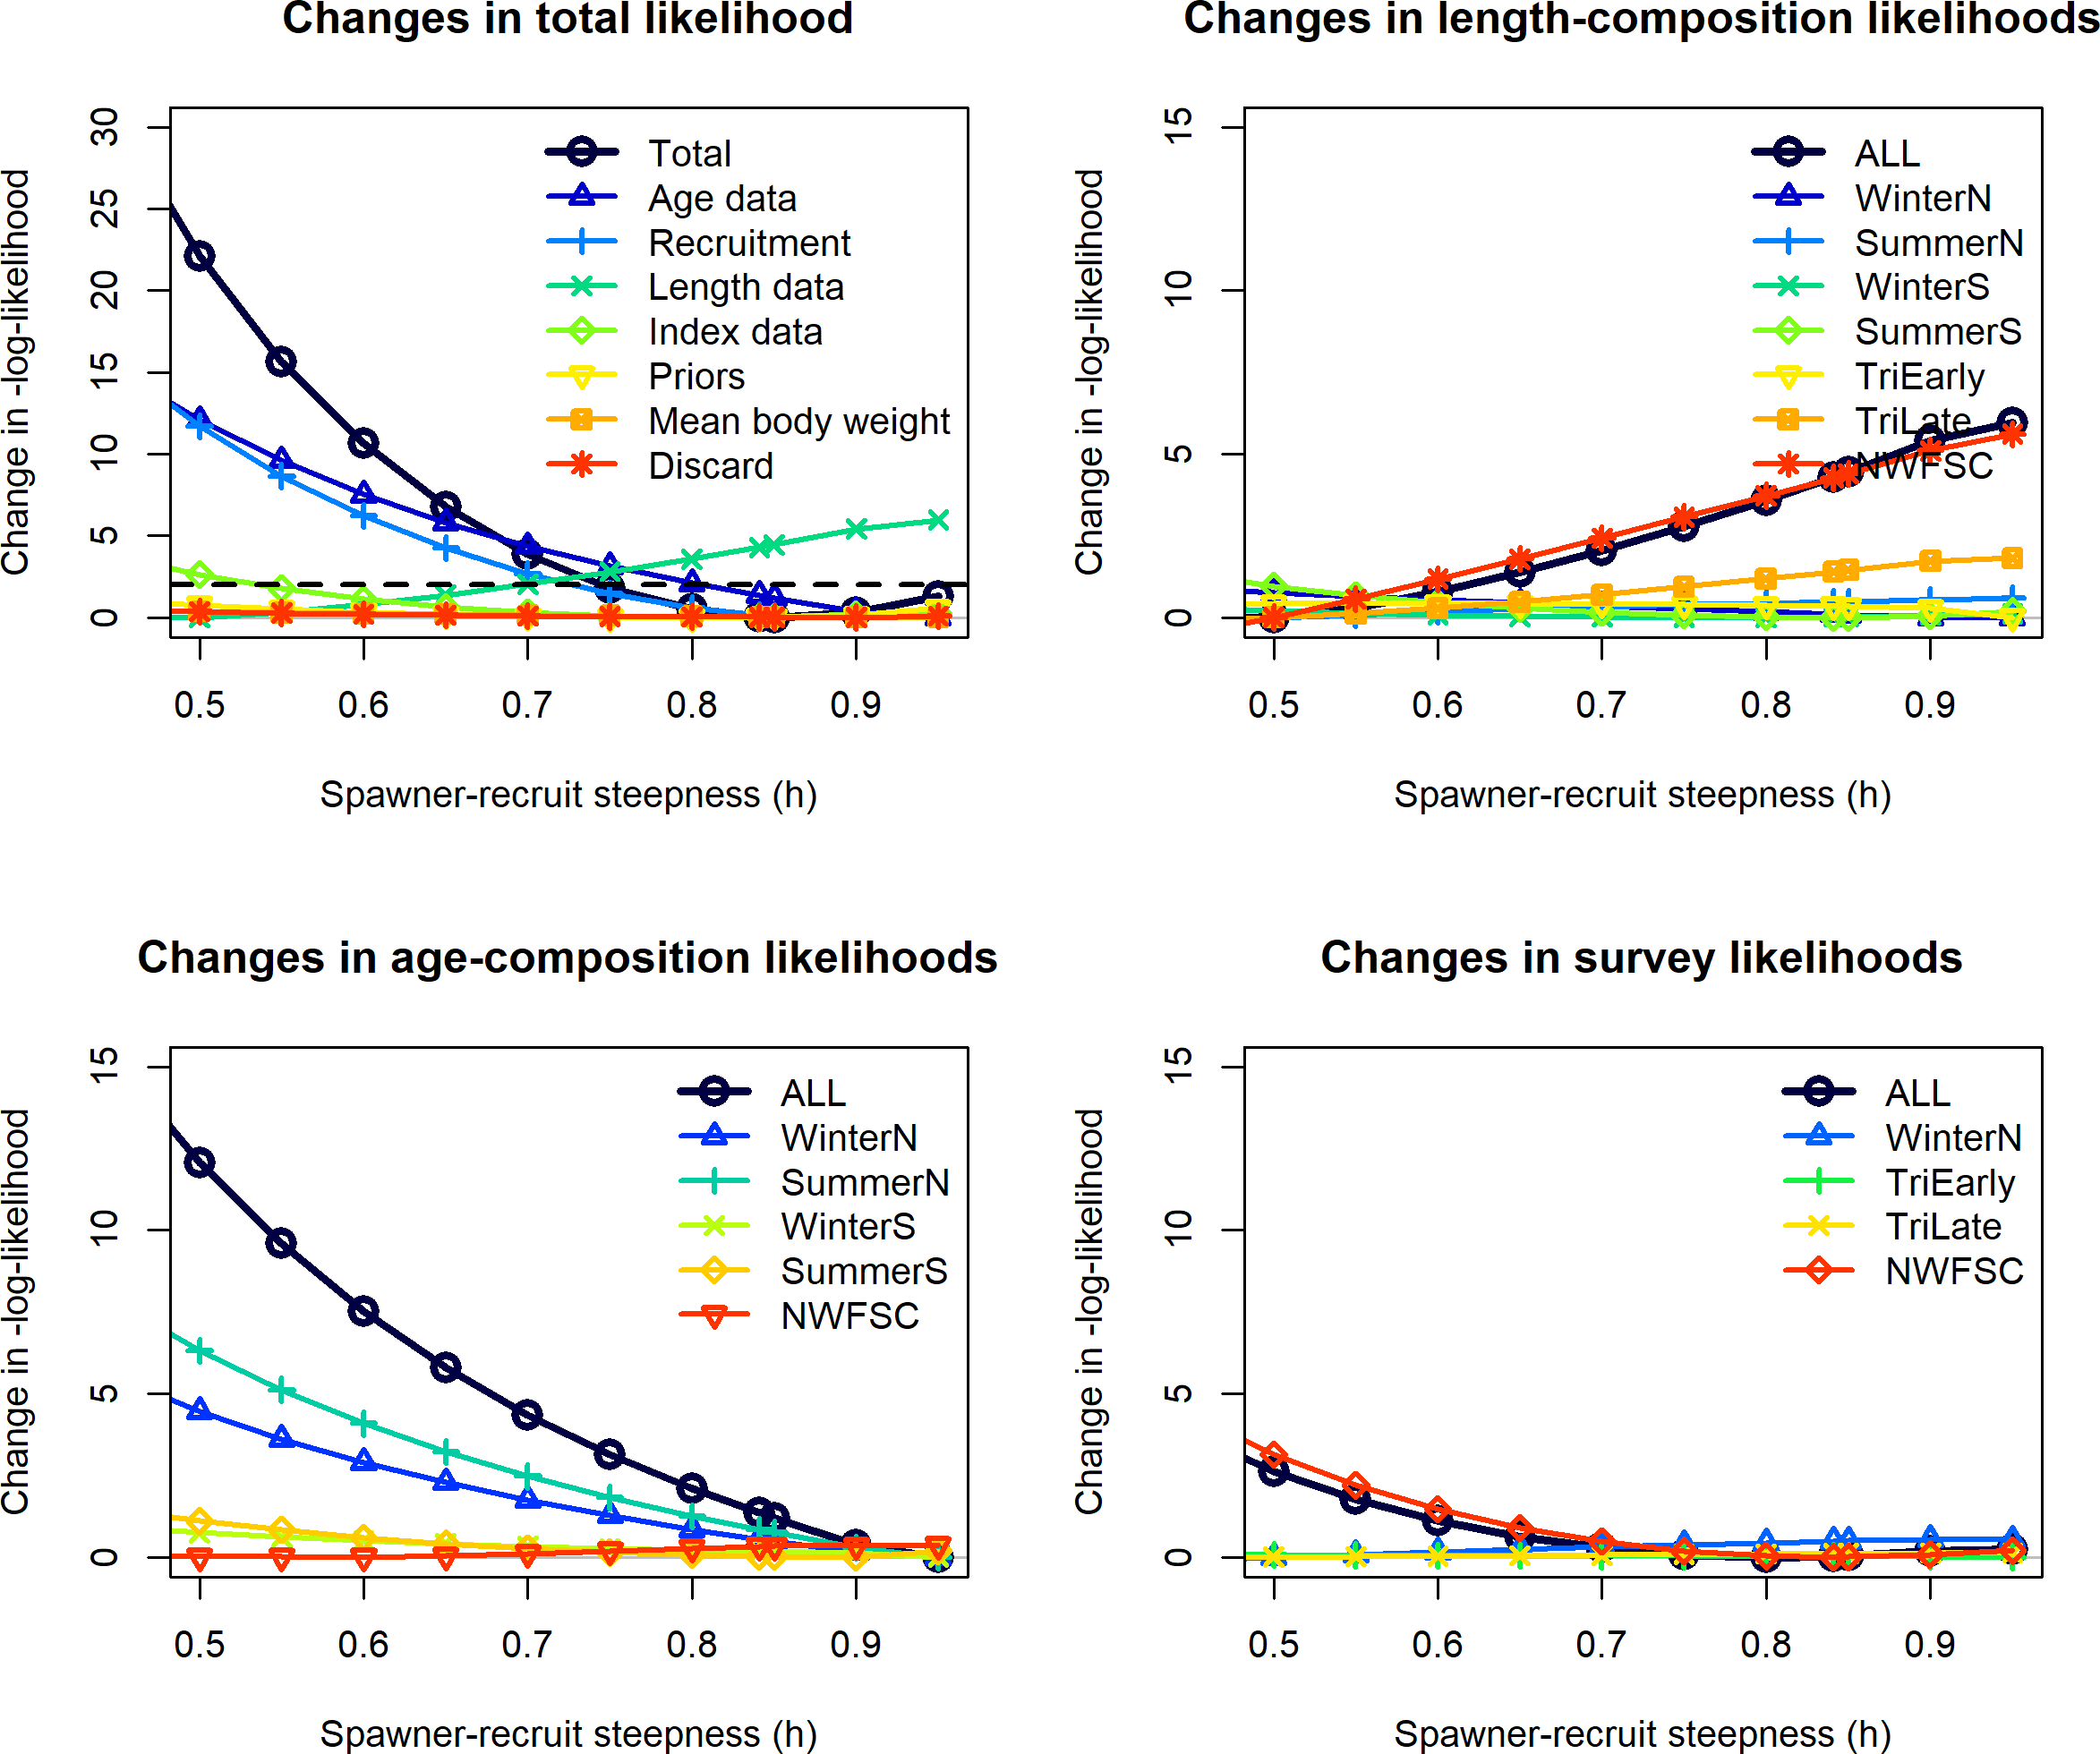 Changes in total likelihood
30
25
20
15
10
5
0
Change in -log-likelihood
Total
Age data
Recruitment
Length data
Index data
Priors
Mean body weight
Discard
0.5 0.6 0.7 0.8 0.9
Spawner-recruit steepness (h)
Changes in length-composition likelihoods
15
10
5
0
Change in -log-likelihood
ALL
WinterN
SummerN
WinterS
SummerS
TriEarly
TriLate
NWFSC
0.5 0.6 0.7 0.8 0.9
Spawner-recruit steepness (h)
Changes in age-composition likelihoods
15
10
5
0
Change in -log-likelihood
ALL
WinterN
SummerN
WinterS
SummerS
NWFSC
0.5 0.6 0.7 0.8 0.9
Spawner-recruit steepness (h)
Changes in survey likelihoods
15
10
5
0
Change in -log-likelihood
ALL
WinterN
TriEarly
TriLate
NWFSC
0.5 0.6 0.7 0.8 0.9
Spawner-recruit steepness (h)